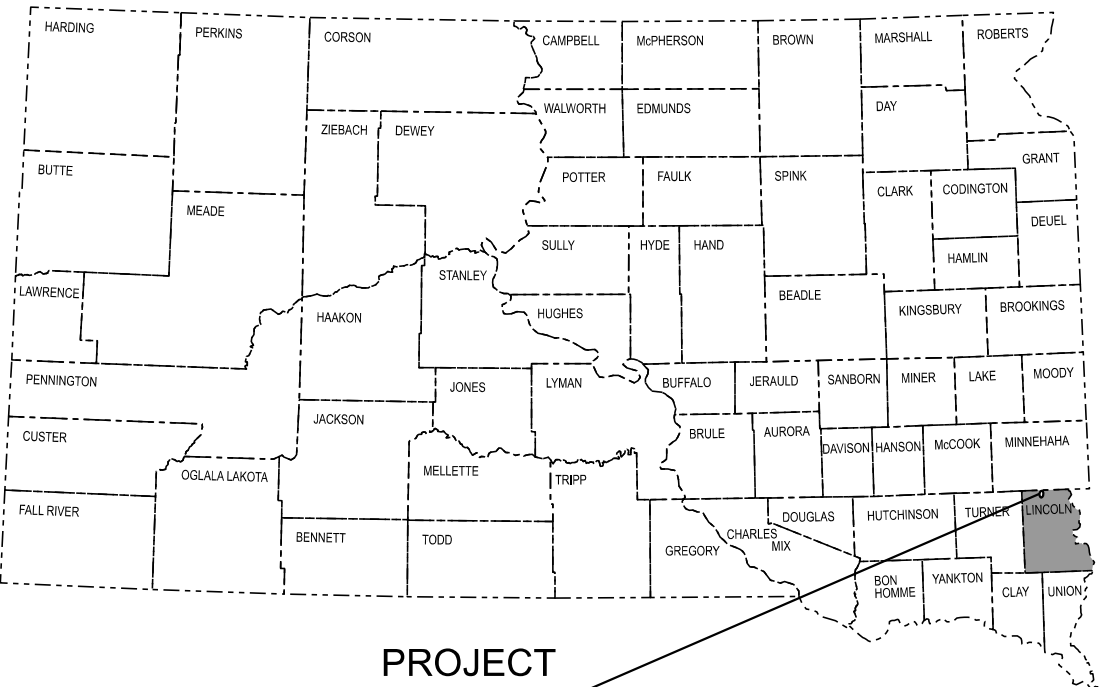 HARDING
PERKINS
CORSON
CAMPBELL
McPHERSON
BROWN
MARSHALL
ROBERTS
WALWORTH
EDMUNDS
DAY
ZIEBACH
DEWEY
GRANT
BUTTE
POTTER
FAULK
SPINK
CLARK
CODINGTON
MEADE
DEUEL
SULLY
HYDE
HAND
HAMLIN
STANLEY
LAWRENCE
BEADLE
HAAKON
HUGHES
KINGSBURY
BROOKINGS
PENNINGTON
JONES
LYMAN
BUFFALO
JERAULD
SANBORN
MINER
LAKE
MOODY
JACKSON
CUSTER
BRULE
AURORA
DAVISON
HANSON
McCOOK
MINNEHAHA
OGLALA LAKOTA
MELLETTE
TRIPP
FALL RIVER
DOUGLAS
HUTCHINSON
TURNER
LINCOLN
BENNETT
TODD
GREGORY
CHARLES
MIX
BON
HOMME
YANKTON
CLAY
UNION
PROJECT